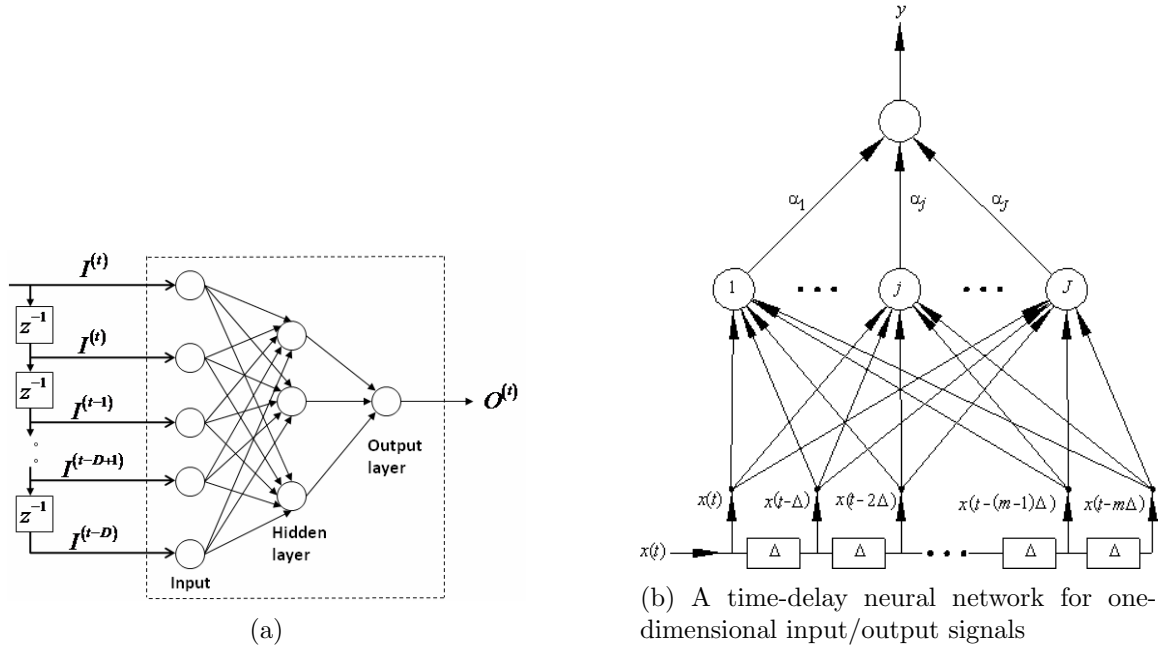 I^(t)
z^-1
I^(t)
z^-1
I^(t-1)
I^(t-D+1)
z^-1
I^(t-D)
Input
Hidden
layer
Output
layer
O^(t)
(a)
y
α_1
α_j
α_J
1
j
J
x(t)
x(t-Δ)
x(t-2Δ)
x(t-(m-1)Δ)
x(t-mΔ)
x(t)
Δ
Δ
Δ
Δ
(b) A time-delay neural network for one-
dimensional input/output signals